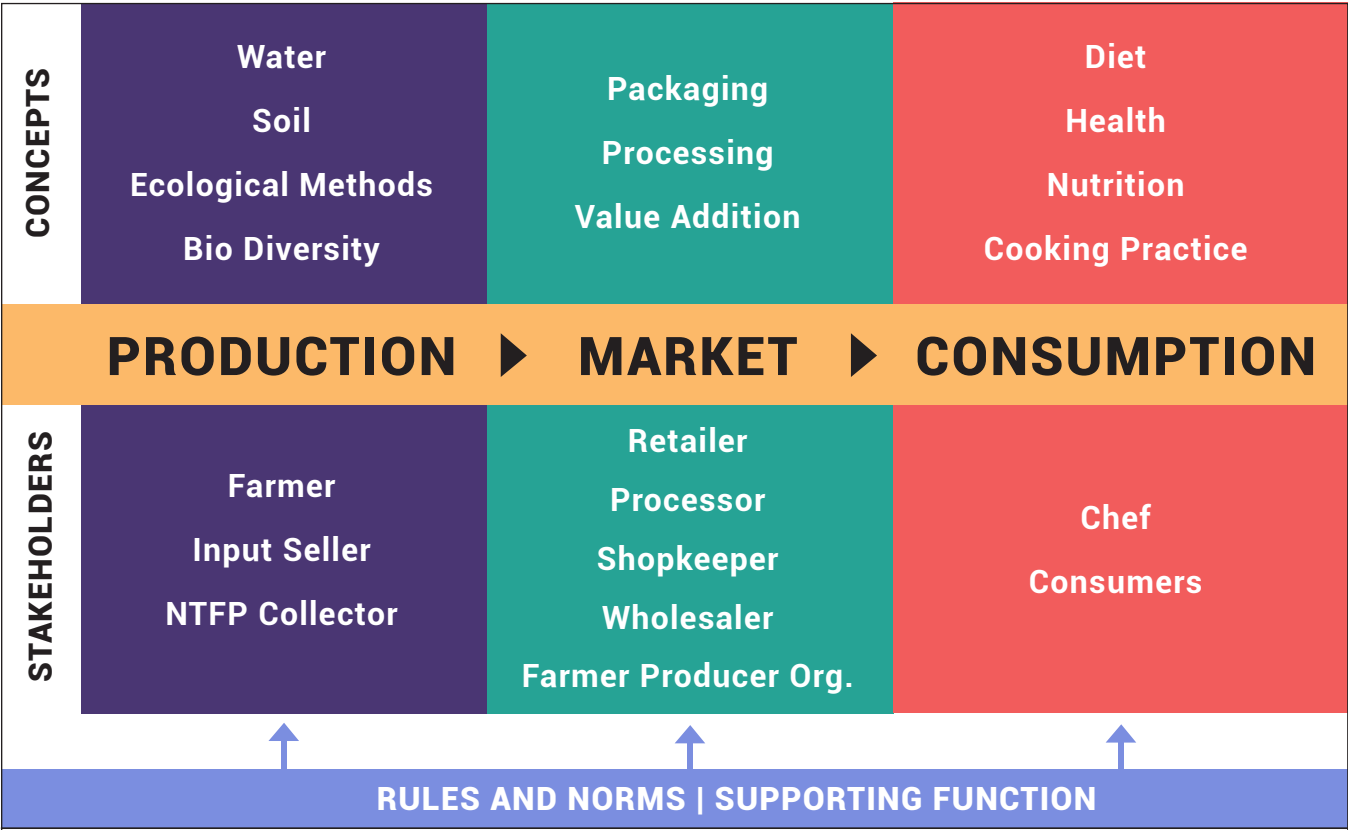 CONCEPTS
Water
Soil
Ecological Methods
Bio Diversity
Packaging
Processing
Value Addition
Diet
Health
Nutrition
Cooking Practice
PRODUCTION
MARKET
CONSUMPTION
STAKEHOLDERS
Farmer
Input Seller
NTFP Collector
Retailer
Processor
Shopkeeper
Wholesaler
Farmer Producer Org.
Chef
Consumers
RULES AND NORMS | SUPPORTING FUNCTION